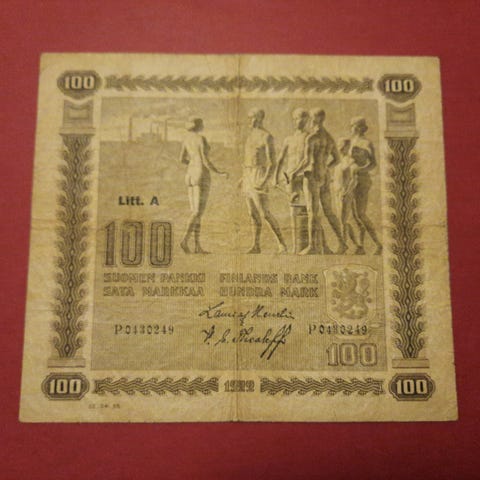 100 100
Litt. A
100
SUOMEN PANKKI FINLANDS BANK
SATA MARKKAA HUNDRA MARK
P0430249 P0430249
100
100 1922 100